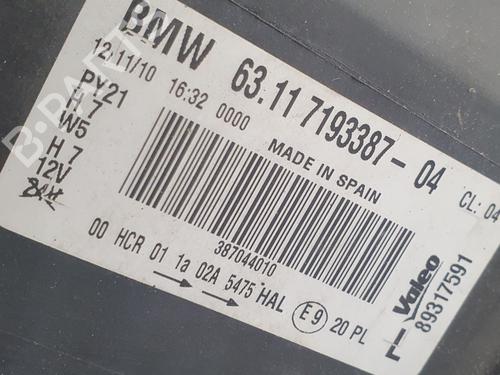 BMW 63.11 7193387-04 CL: 04
12/11/10 16:32 0000
MADE IN SPAIN
PY21
H 7
W5
H 7
12V
387044010
00 HCR 01 1a 02A 5475 HAL E9 20 PL
L Valeo
89317591
B-PART